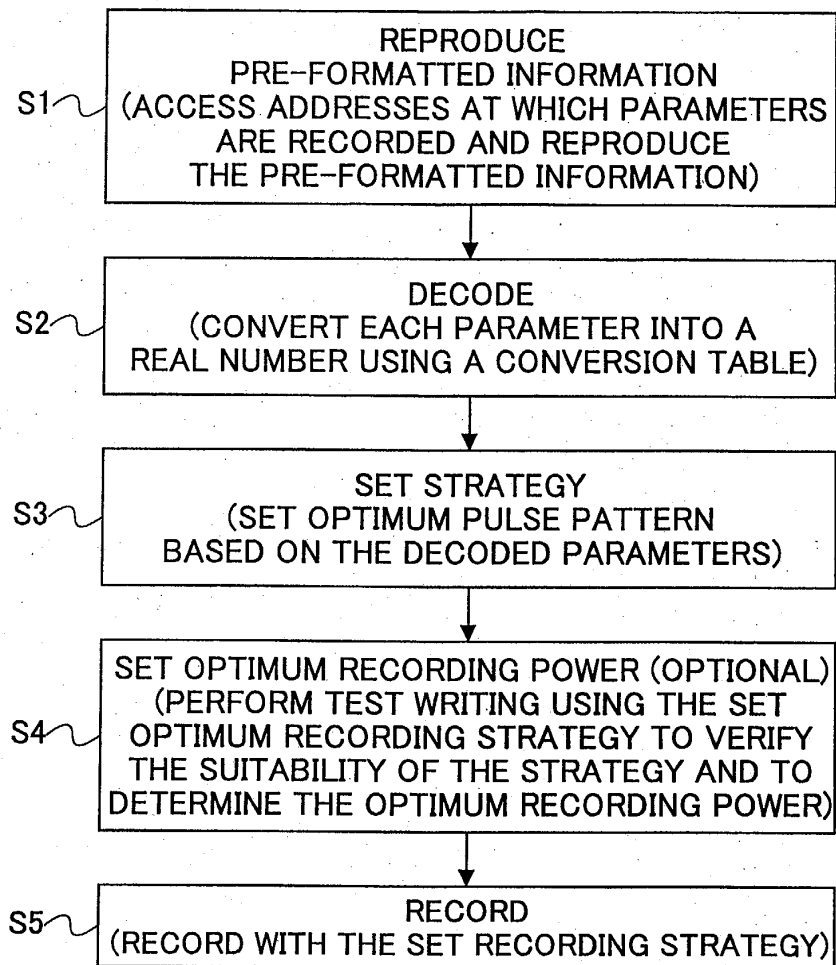 REPRODUCE
PRE-FORMATTED INFORMATION
S1
(ACCESS ADDRESSES AT WHICH PARAMETERS
ARE RECORDED AND REPRODUCE
THE PRE-FORMATTED INFORMATION)
DECODE
S2
(CONVERT EACH PARAMETER INTO A
REAL NUMBER USING A CONVERSION TABLE)
SET STRATEGY
S3
(SET OPTIMUM PULSE PATTERN
BASED ON THE DECODED PARAMETERS)
SET OPTIMUM RECORDING POWER (OPTIONAL)
(PERFORM TEST WRITING USING THE SET
S4
OPTIMUM RECORDING STRATEGY TO VERIFY
THE SUITABILITY OF THE STRATEGY AND TO
DETERMINE THE OPTIMUM RECORDING POWER)
RECORD
S5
(RECORD WITH THE SET RECORDING STRATEGY)